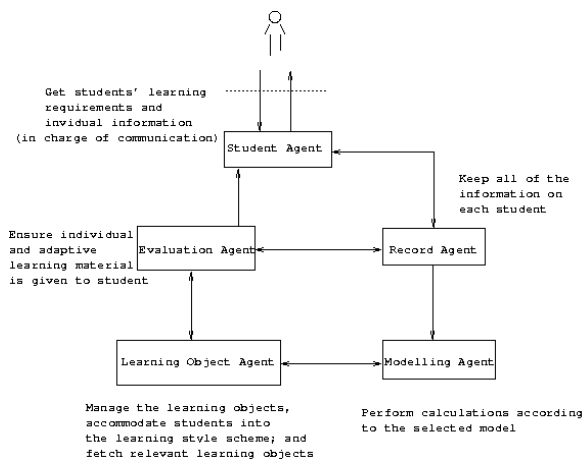 Get students' learning
requirements and
invidual information
(in charge of communication)
Student Agent
Keep all of the
information on
each student
Ensure individual
and adaptive
learning material
is given to student
Evaluation Agent
Record Agent
Learning Object Agent
Modelling Agent
Manage the learning objects,
accommodate students into
the learning style scheme; and
fetch relevant learning objects
Perform calculations according
to the selected model